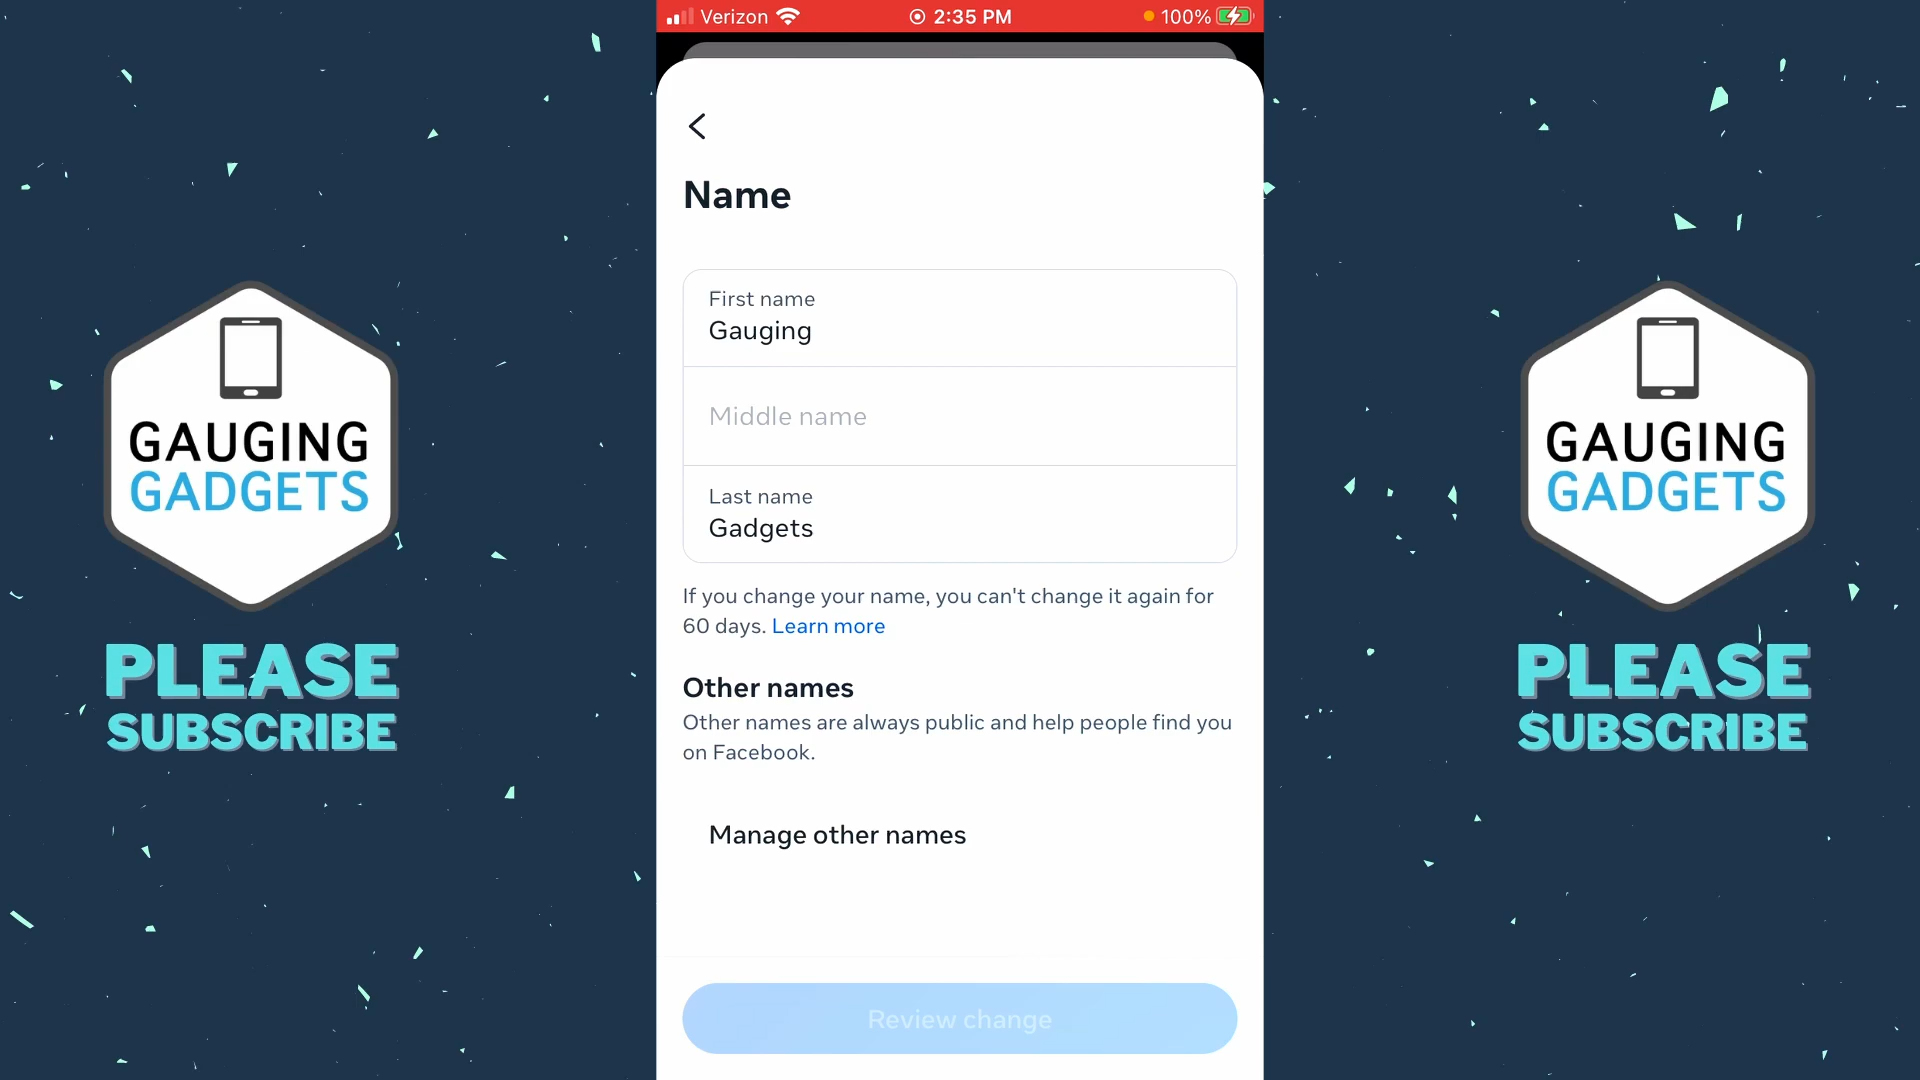 Verizon 2:35 PM 100%
Name
First name
Gauging
Middle name
Last name
Gadgets
If you change your name, you can't change it again for
60 days. Learn more
Other names
Other names are always public and help people find you
on Facebook.
Manage other names
Review change
GAUGING
GADGETS
PLEASE
SUBSCRIBE
GAUGING
GADGETS
PLEASE
SUBSCRIBE